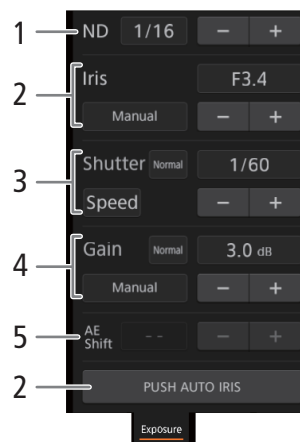 1 ND 1/16 − +
2 Iris F3.4
Manual − +
3 Shutter Normal 1/60
Speed − +
4 Gain Normal 3.0 dB
Manual − +
5 AE Shift -- − +
2 PUSH AUTO IRIS
Exposure